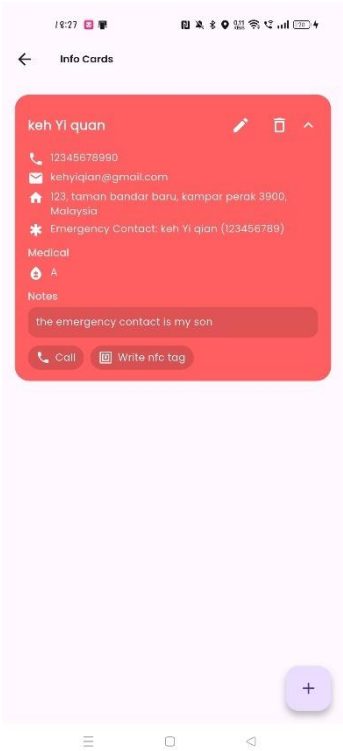 18:27
Info Cards
keh Yi quan
12345678990
kehyiqian@gmail.com
123, taman bandar baru, kampar perak 3900,
Malaysia
Emergency Contact: keh Yi qian (123456789)
Medical
A
Notes
the emergency contact is my son
Call
Write nfc tag